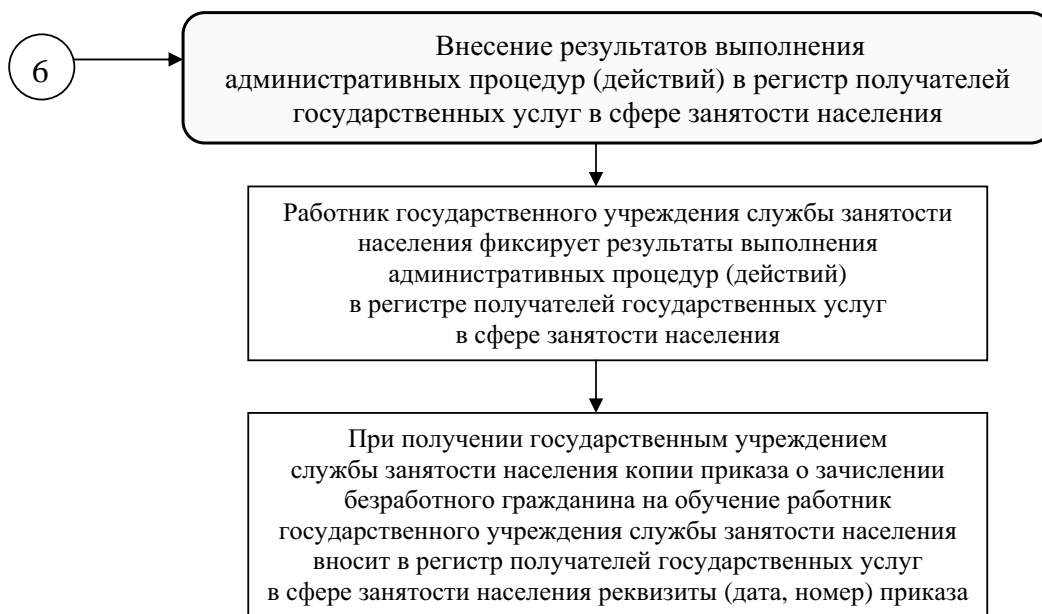 6
Внесение результатов выполнения
административных процедур (действий) в регистр получателей
государственных услуг в сфере занятости населения
Работник государственного учреждения службы занятости
населения фиксирует результаты выполнения
административных процедур (действий)
в регистре получателей государственных услуг
в сфере занятости населения
При получении государственным учреждением
службы занятости населения копии приказа о зачислении
безработного гражданина на обучение работник
государственного учреждения службы занятости населения
вносит в регистр получателей государственных услуг
в сфере занятости населения реквизиты (дата, номер) приказа